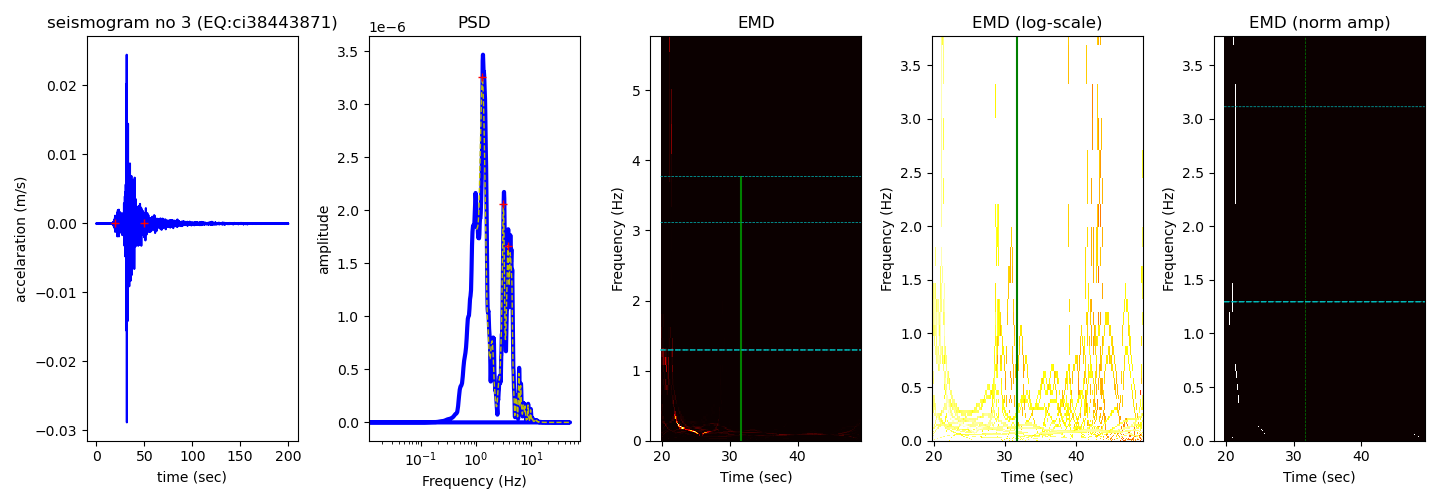 seismogram no 3 (EQ:ci38443871)
accelaration (m/s)
0.02
0.01
0.00
−0.01
−0.02
−0.03
0 50 100 150 200
time (sec)
PSD
1e−6
amplitude
3.5
3.0
2.5
2.0
1.5
1.0
0.5
0.0
10−1 100 101
Frequency (Hz)
EMD
Frequency (Hz)
5
4
3
2
1
0
20 30 40
Time (sec)
EMD (log-scale)
Frequency (Hz)
3.5
3.0
2.5
2.0
1.5
1.0
0.5
0.0
20 30 40
Time (sec)
EMD (norm amp)
Frequency (Hz)
3.5
3.0
2.5
2.0
1.5
1.0
0.5
0.0
20 30 40
Time (sec)